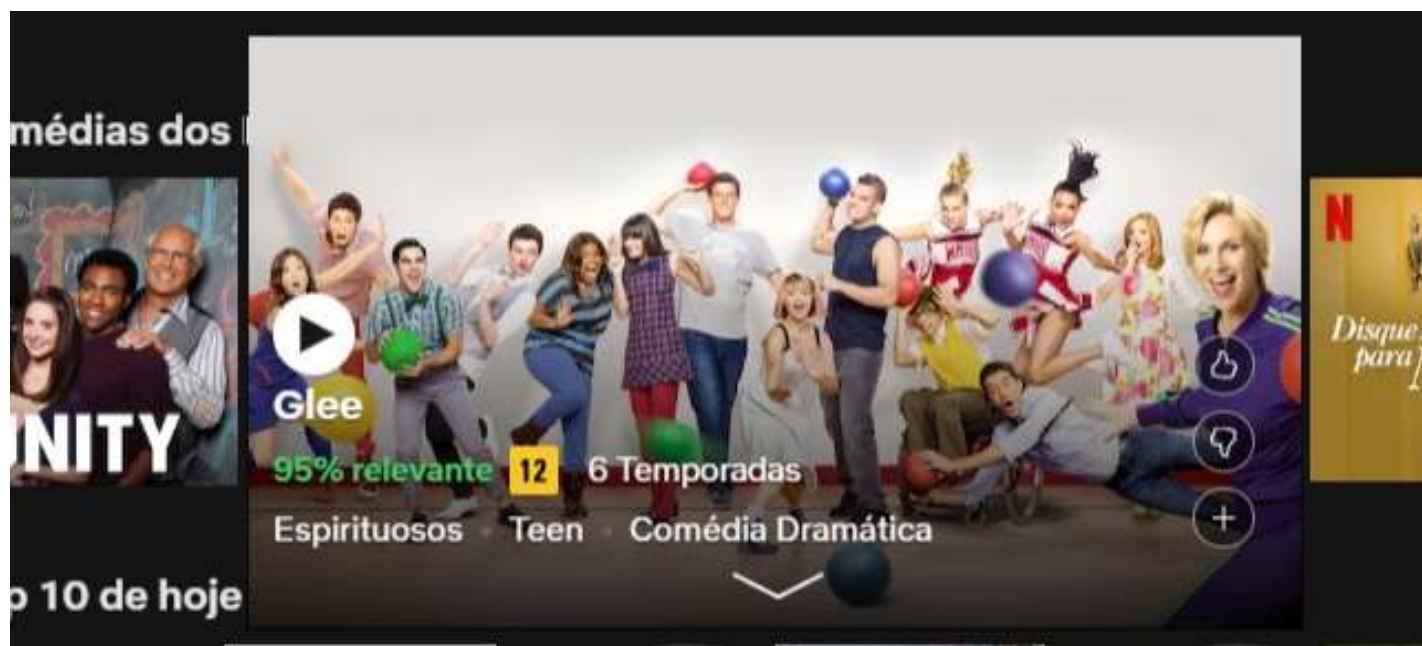 médias dos
NITY
Glee
95% relevante 12 6 Temporadas
Espirituosos Teen Comédia Dramática
10 de hoje
N
Disque
para